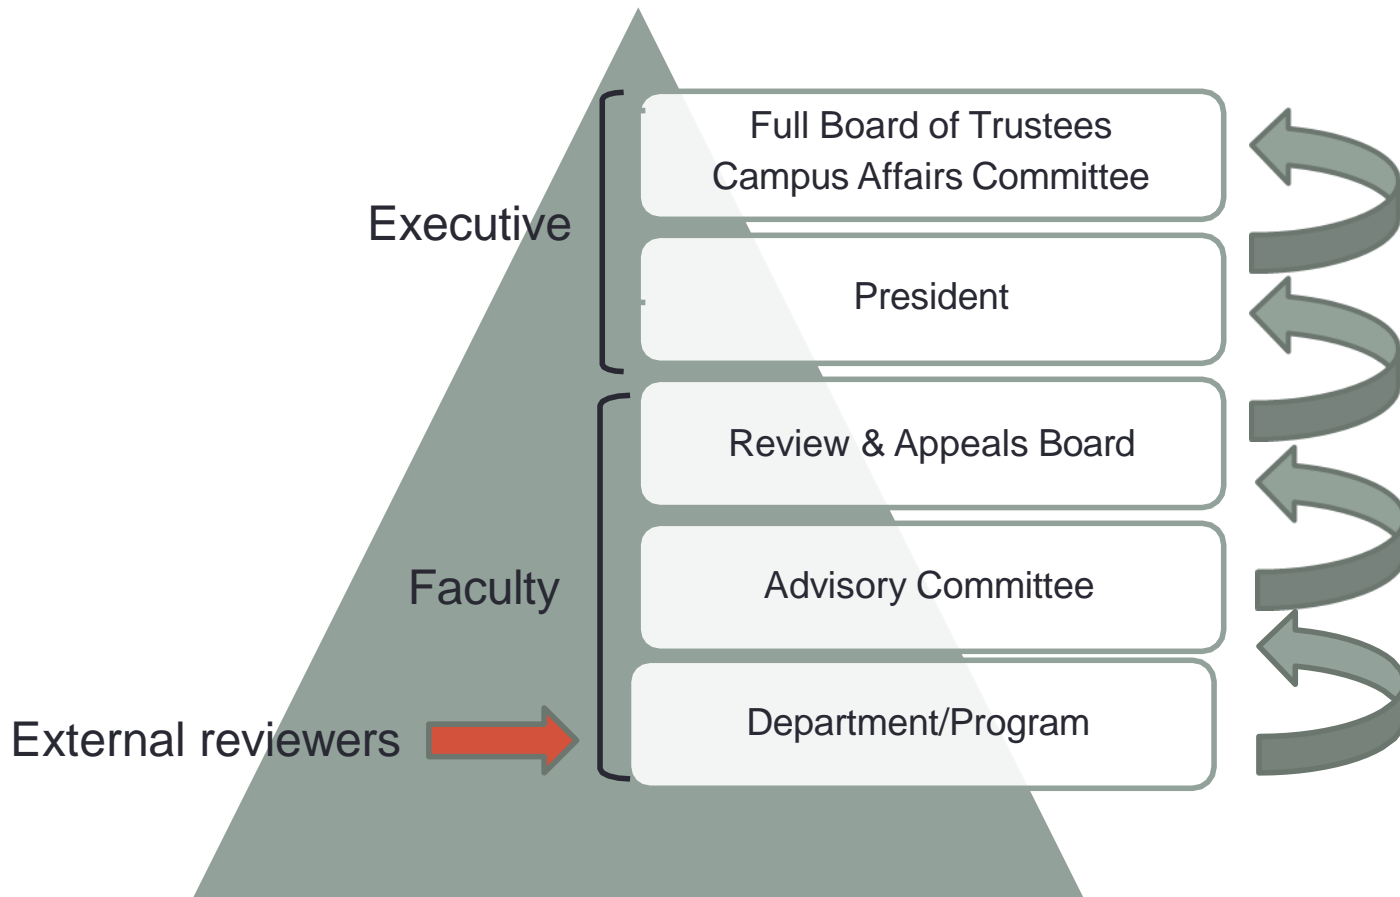 Full Board of Trustees
Campus Affairs Committee
Executive
President
Review & Appeals Board
Faculty
Advisory Committee
External reviewers
Department/Program